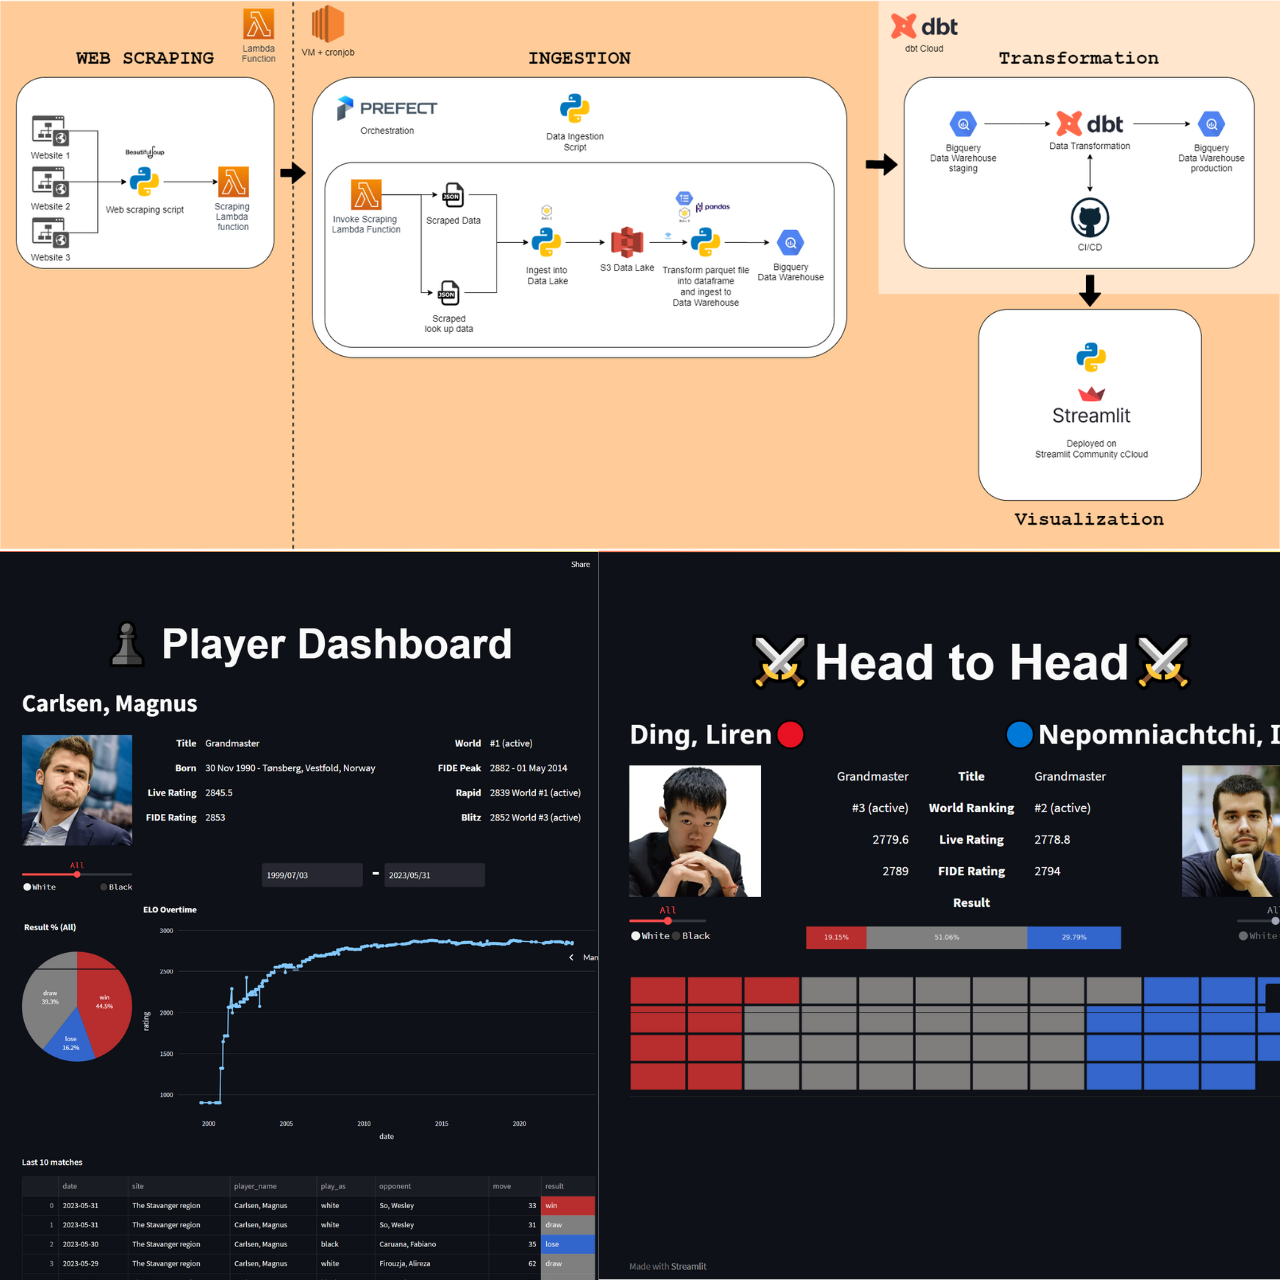 Lambda
Function
VM + cronjob
dbt
dbt Cloud
WEB SCRAPING
INGESTION
Transformation
Website 1
Website 2
Website 3
BeautifulSoup
Web scraping script
Scraping
Lambda
function
PREFECT
Orchestration
Data Ingestion
Script
Invoke Scraping
Lambda Function
JSON
Scraped Data
JSON
Scraped
look up data
Ingest into
Data Lake
S3 Data Lake
pandas
Transform parquet file
into dataframe
and ingest to
Data Warehouse
Bigquery
Data Warehouse
Bigquery
Data Warehouse
staging
dbt
Data Transformation
Bigquery
Data Warehouse
production
CI/CD
Streamlit
Deployed on
Streamlit Community cCloud
Visualization
Share
Player Dashboard
Carlsen, Magnus
Title Grandmaster
World #1 (active)
Born 30 Nov 1990 - Tønsberg, Vestfold, Norway
FIDE Peak 2882 - 01 May 2014
Live Rating 2845.5
Rapid 2839 World #1 (active)
FIDE Rating 2853
Blitz 2852 World #3 (active)
All
White Black
1999/07/03 - 2023/05/31
Result % (All)
draw
39.3%
win
44.5%
lose
16.2%
ELO Overtime
3000
2500
2000
1500
1000
rating
2000 2005 2010 2015 2020
date
Man
Last 10 matches
date site player_name play_as opponent move result
0 2023-05-31 The Stavanger region Carlsen, Magnus white So, Wesley 33 win
1 2023-05-31 The Stavanger region Carlsen, Magnus white So, Wesley 31 draw
2 2023-05-30 The Stavanger region Carlsen, Magnus black Caruana, Fabiano 35 lose
3 2023-05-29 The Stavanger region Carlsen, Magnus white Firouzja, Alireza 62 draw
Head to Head
Ding, Liren
Nepomniachtchi, I
Grandmaster Title Grandmaster
#3 (active) World Ranking #2 (active)
2779.6 Live Rating 2778.8
2789 FIDE Rating 2794
Result
All
White Black
Al
White
19.15% 51.06% 29.79%
Made with Streamlit